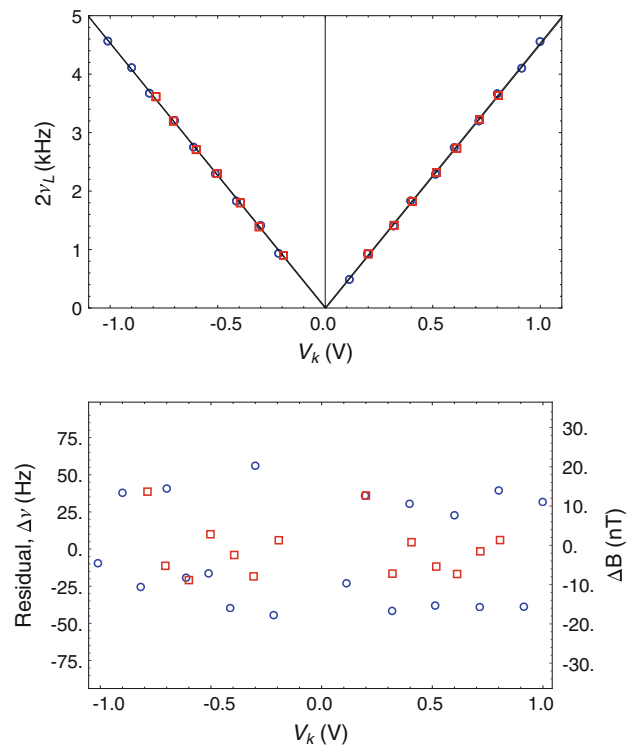 5
4
3
2
1
0
2ν_L (kHz)
-1.0 -0.5 0.0 0.5 1.0
V_k (V)
75. 30.
50. 20.
25. 10.
0. 0.
-25. -10.
-50. -20.
-75. -30.
Residual, Δν (Hz)
ΔB (nT)
-1.0 -0.5 0.0 0.5 1.0
V_k (V)